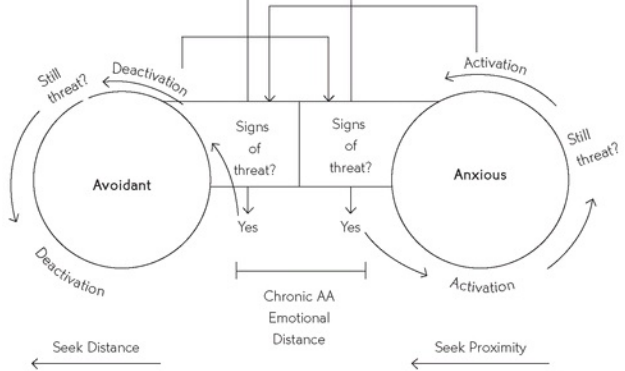 Still
threat?
Deactivation
Activation
Signs
of
threat?
Signs
of
threat?
Still
threat?
Avoidant
Anxious
Yes
Yes
Deactivation
Activation
Chronic AA
Emotional
Distance
Seek Distance
Seek Proximity